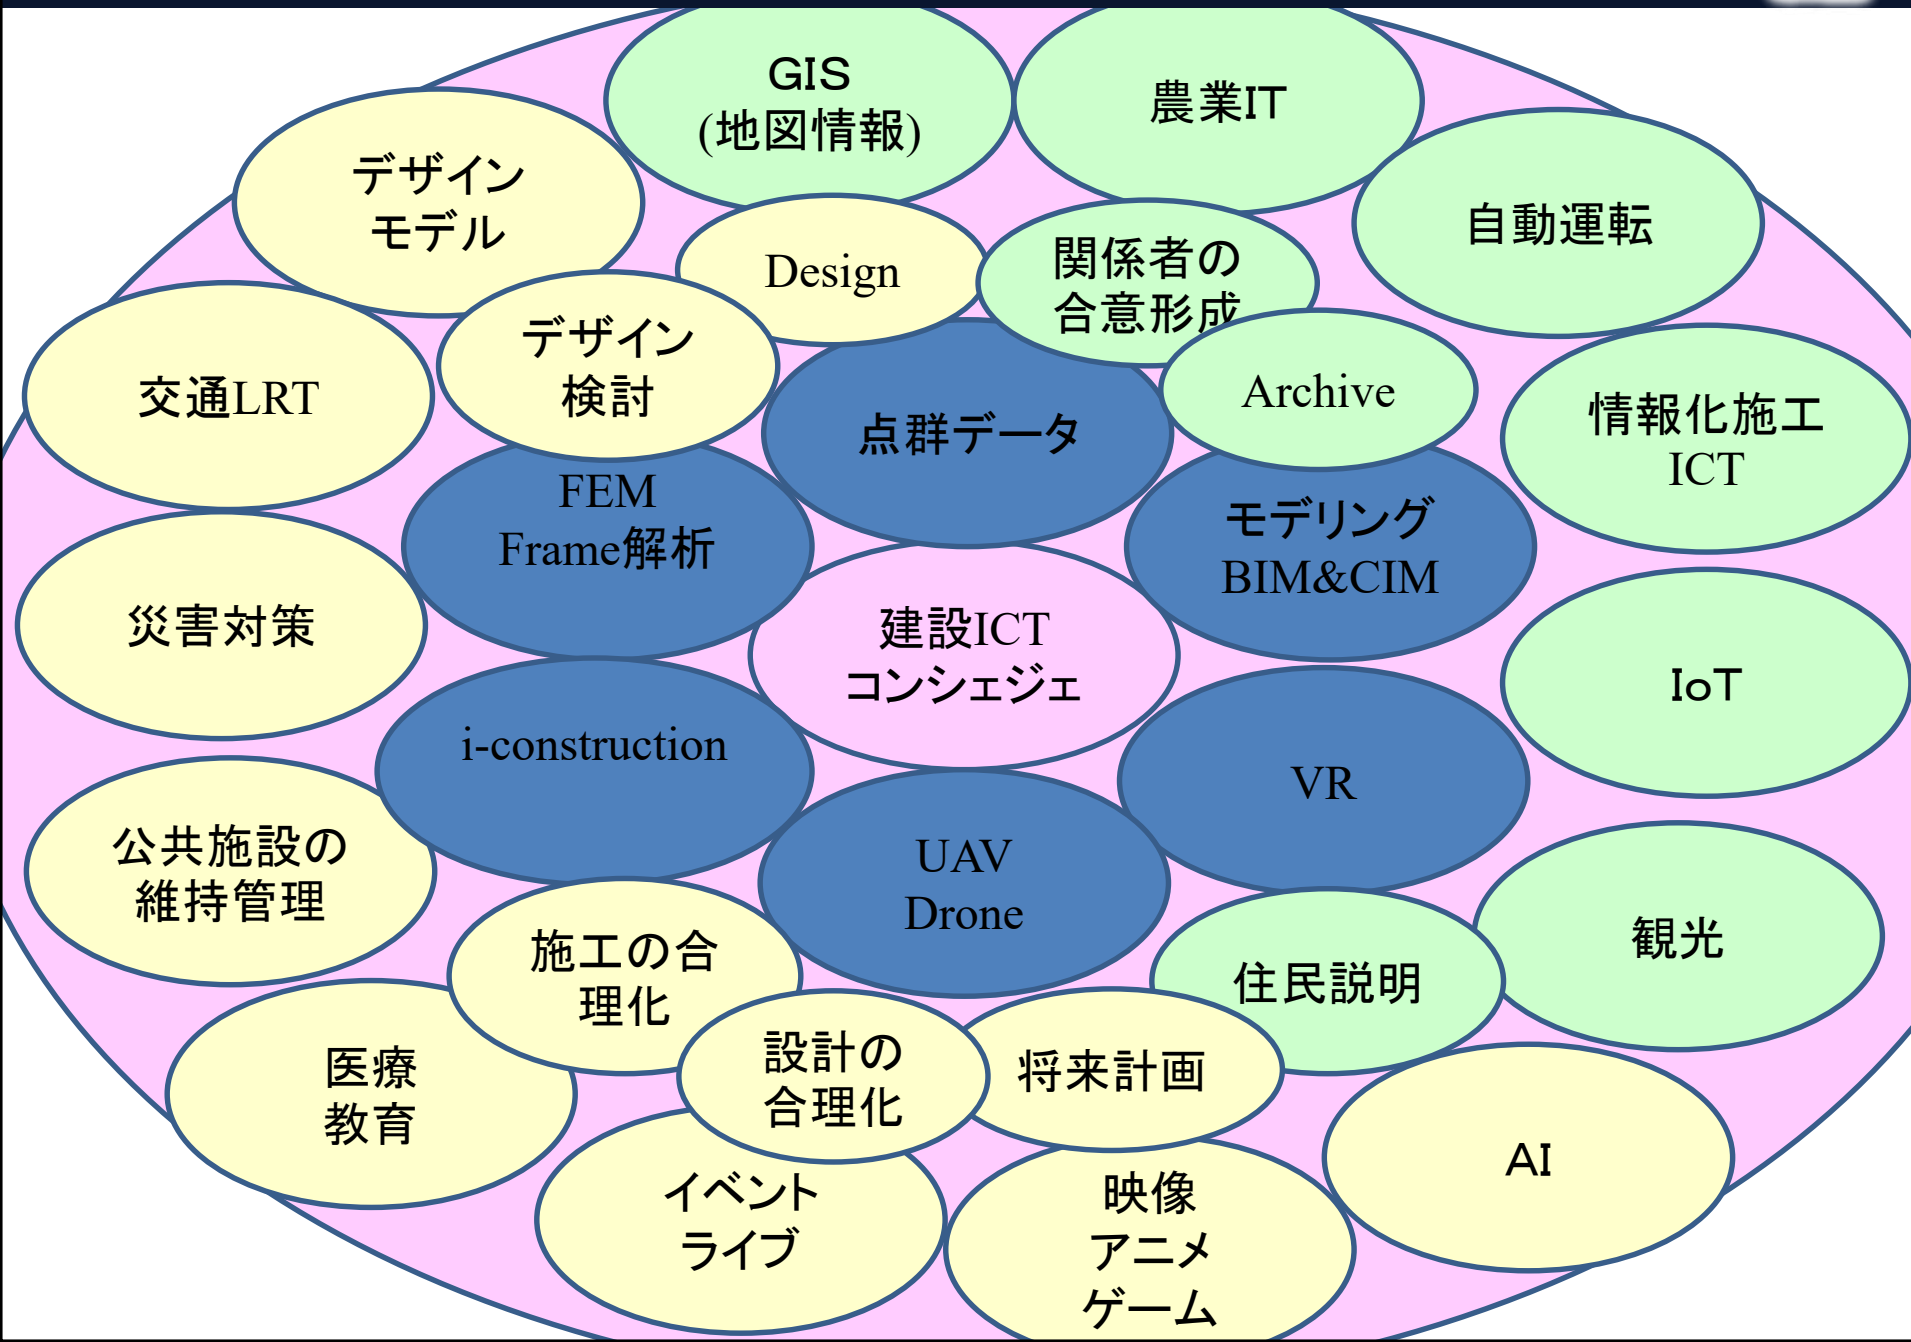 GIS
(地図情報)
農業IT
デザイン
モデル
自動運転
Design
関係者の
合意形成
デザイン
検討
交通LRT
Archive
点群データ
情報化施工
ICT
FEM
Frame解析
モデリング
BIM&CIM
災害対策
建設ICT
コンシェジェ
IoT
i-construction
VR
公共施設の
維持管理
UAV
Drone
観光
施工の合
理化
住民説明
設計の
合理化
将来計画
医療
教育
AI
イベント
ライブ
映像
アニメ
ゲーム